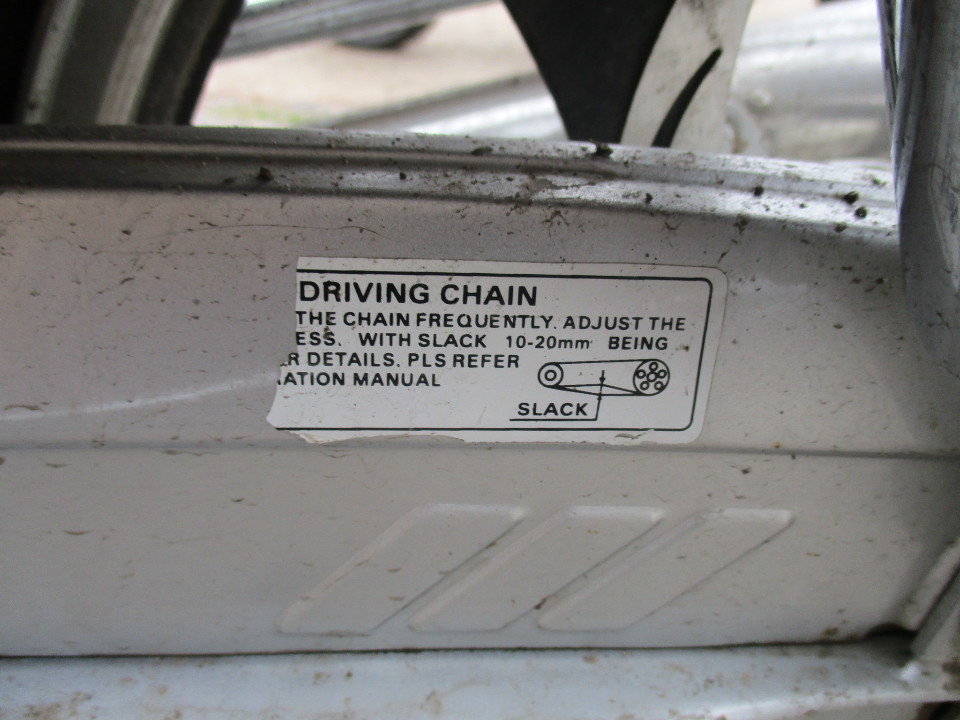 DRIVING CHAIN
THE CHAIN FREQUENTLY. ADJUST THE
ESS. WITH SLACK 10-20mm BEING
R DETAILS. PLS REFER
ATION MANUAL
SLACK